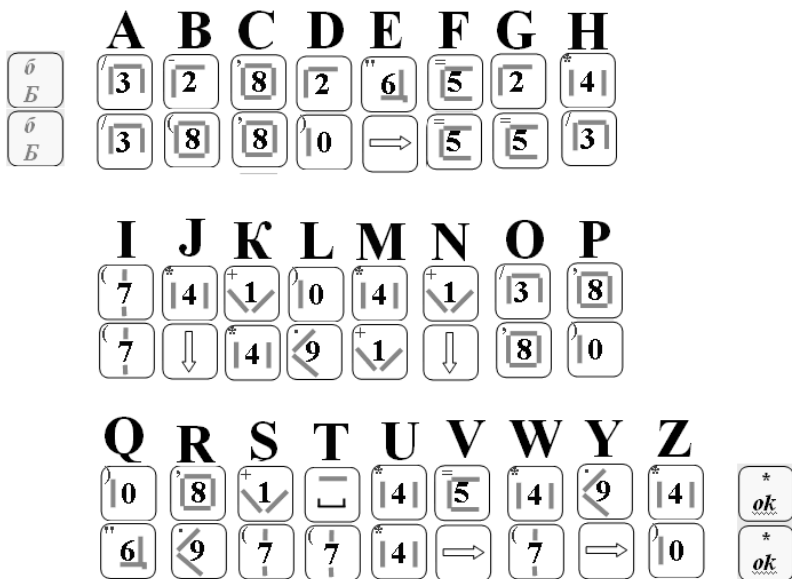 A B C D E F G H
б Б / 3 - 2 ' 8 2 " 6 = 5 2 * 4
б Б / 3 ( 8 ' 8 ) 0 = 5 = 5 / 3
I J K L M N O P
( 7 * 4 + 1 ) 0 * 4 + 1 / 3 ' 8
( 7 * 4 . 9 + 1 ' 8 ) 0
Q R S T U V W Y Z
) 0 ' 8 + 1 * 4 = 5 * 4 . 9 * 4 * ok
" 6 . 9 ( 7 ( 7 * 4 ( 7 ) 0 * ok